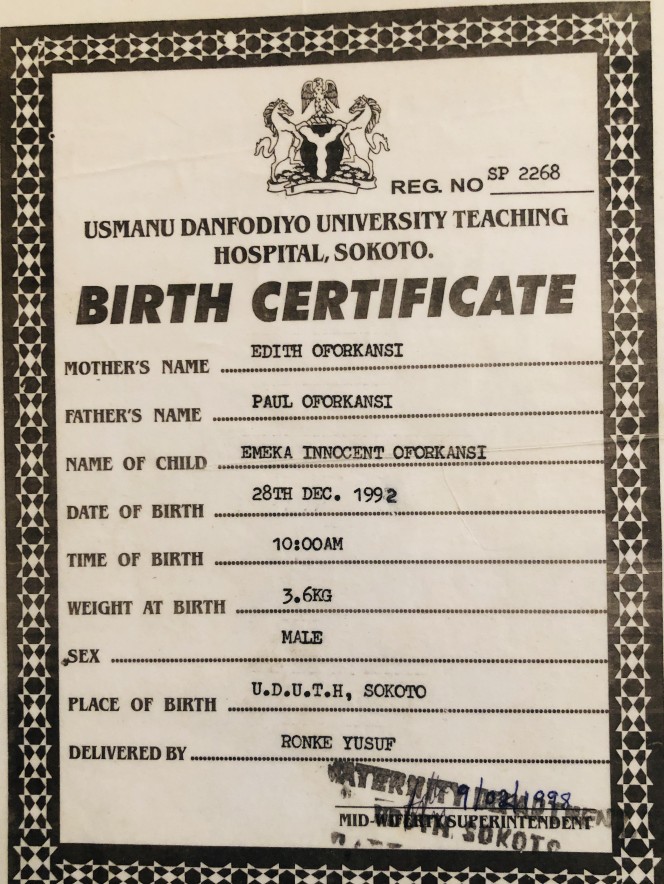 REG. NO SP 2268
USMANU DANFODIYO UNIVERSITY TEACHING
HOSPITAL, SOKOTO.
BIRTH CERTIFICATE
MOTHER'S NAME EDITH OFORKANSI
FATHER'S NAME PAUL OFORKANSI
NAME OF CHILD EMEKA INNOCENT OFORKANSI
DATE OF BIRTH 28TH DEC. 1992
TIME OF BIRTH 10:00AM
WEIGHT AT BIRTH 3.6KG
SEX MALE
PLACE OF BIRTH U.D.U.T.H, SOKOTO
DELIVERED BY RONKE YUSUF
MATERNITY DEPARTMENT
9/02/1998
MID-WIFERY SUPERINTENDENT
SOKOTO